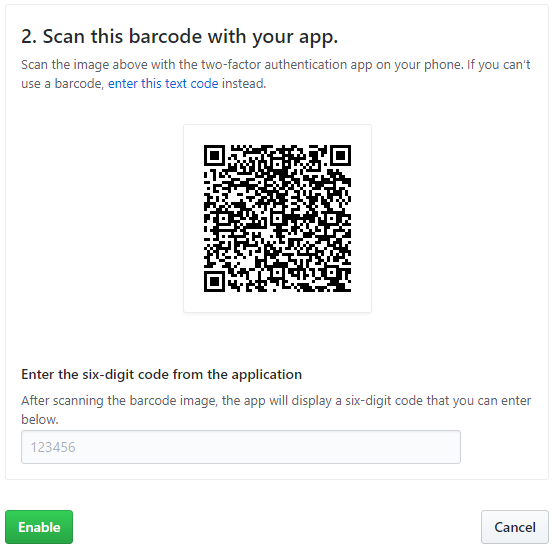 2. Scan this barcode with your app.
Scan the image above with the two-factor authentication app on your phone. If you can't
use a barcode, enter this text code instead.
Enter the six-digit code from the application
After scanning the barcode image, the app will display a six-digit code that you can enter
below.
123456
Enable
Cancel